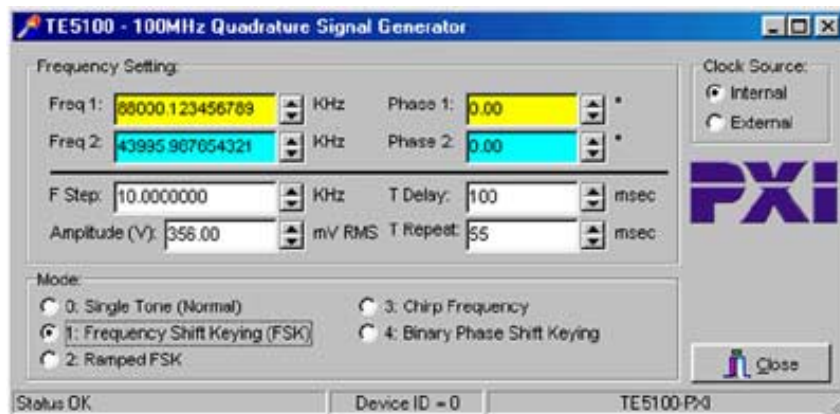 TE5100 - 100MHz Quadrature Signal Generator
Frequency Setting:
Freq 1: 88000.123456789 KHz Phase 1: 0.00 °
Freq 2: 43995.987654321 KHz Phase 2: 0.00 °
F Step: 10.0000000 KHz T Delay: 100 msec
Amplitude (V): 356.00 mV RMS T Repeat: 55 msec
Clock Source:
Internal
External
PXI
Mode:
0: Single Tone (Normal)
1: Frequency Shift Keying (FSK)
2: Ramped FSK
3: Chirp Frequency
4: Binary Phase Shift Keying
Close
Status OK Device ID = 0 TE5100-PXI